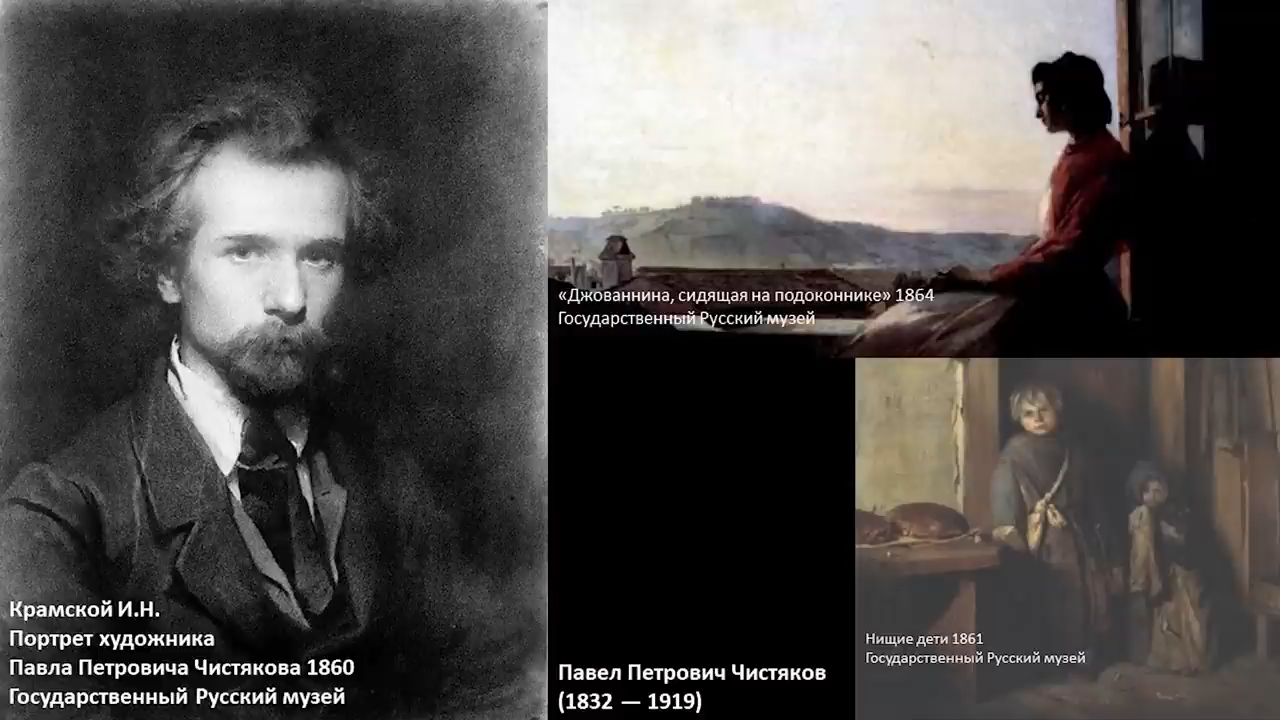 Крамской И.Н.
Портрет художника
Павла Петровича Чистякова 1860
Государственный Русский музей
«Джованнина, сидящая на подоконнике» 1864
Государственный Русский музей
Павел Петрович Чистяков
(1832 — 1919)
Нищие дети 1861
Государственный Русский музей